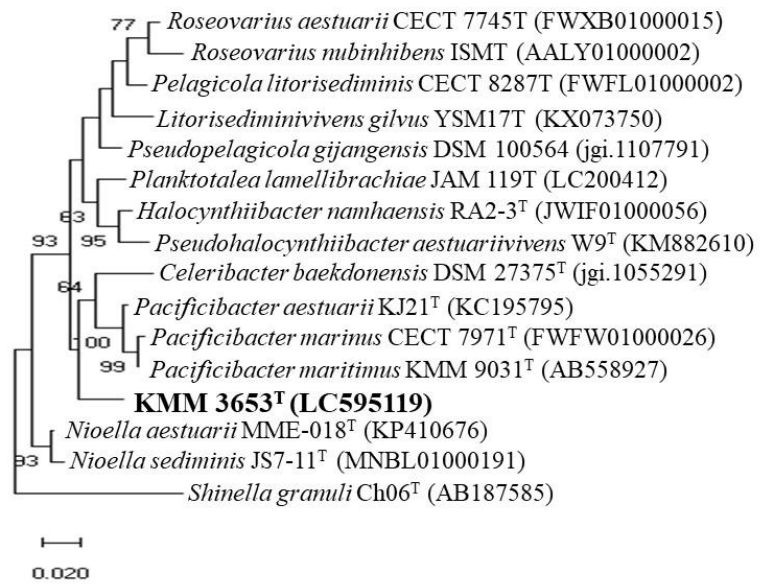 77
Roseovarius aestuarii CECT 7745T (FWXB01000015)
Roseovarius nubinhibens ISMT (AALY01000002)
Pelagicola litorisediminis CECT 8287T (FWFL01000002)
Litorisediminivivens gilvus YSM17T (KX073750)
Pseudopelagicola gijangensis DSM 100564 (jgi.1107791)
Planktotalea lamellibrachiae JAM 119T (LC200412)
63
Halocynthiibacter namhaensis RA2-3ᵀ (JWIF01000056)
93
95
Pseudohalocynthiibacter aestuariivivens W9ᵀ (KM882610)
Celeribacter baekdonensis DSM 27375ᵀ (jgi.1055291)
64
Pacificibacter aestuarii KJ21ᵀ (KC195795)
100
Pacificibacter marinus CECT 7971ᵀ (FWFW01000026)
99
Pacificibacter maritimus KMM 9031ᵀ (AB558927)
KMM 3653ᵀ (LC595119)
Nioella aestuarii MME-018ᵀ (KP410676)
93
Nioella sediminis JS7-11ᵀ (MNBL01000191)
Shinella granuli Ch06ᵀ (AB187585)
0.020